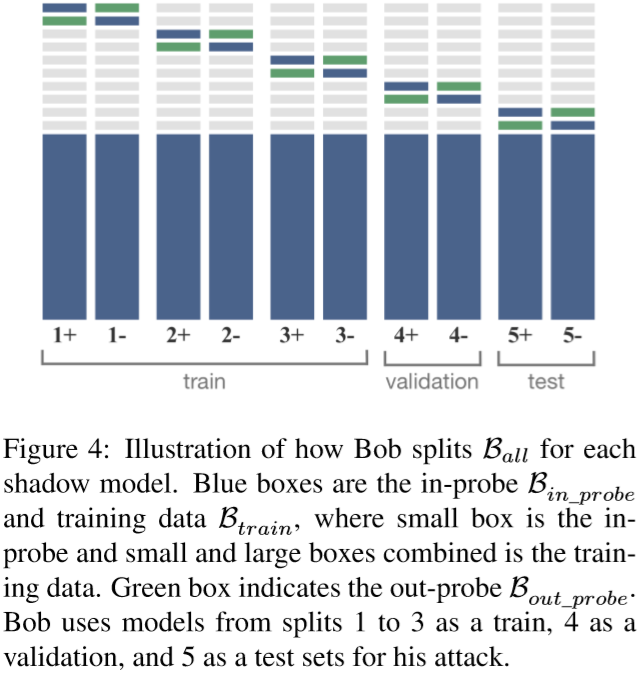 1+ 1- 2+ 2- 3+ 3- 4+ 4- 5+ 5-
train validation test
Figure 4: Illustration of how Bob splits 𝓑all for each
shadow model. Blue boxes are the in-probe 𝓑in_probe
and training data 𝓑train, where small box is the in-
probe and small and large boxes combined is the train-
ing data. Green box indicates the out-probe 𝓑out_probe.
Bob uses models from splits 1 to 3 as a train, 4 as a
validation, and 5 as a test sets for his attack.